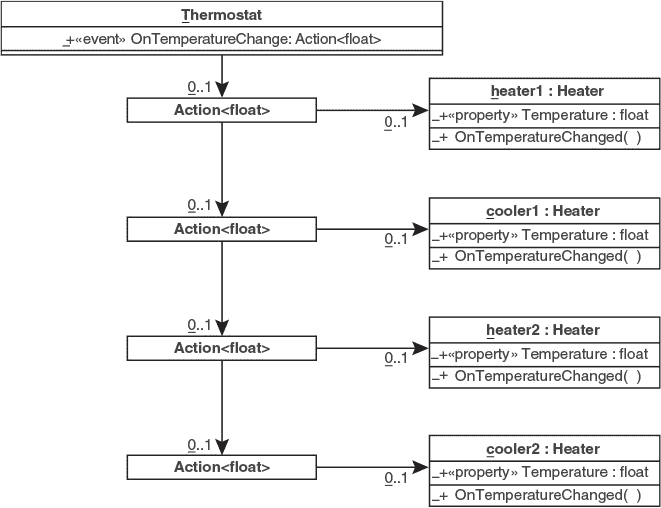 Thermostat
_+«event» OnTemperatureChange: Action<float>
0..1
Action<float>
0..1
heater1 : Heater
_+«property» Temperature : float
_+ OnTemperatureChanged( )
0..1
Action<float>
0..1
cooler1 : Heater
_+«property» Temperature : float
_+ OnTemperatureChanged( )
0..1
Action<float>
0..1
heater2 : Heater
_+«property» Temperature : float
_+ OnTemperatureChanged( )
0..1
Action<float>
0..1
cooler2 : Heater
_+«property» Temperature : float
_+ OnTemperatureChanged( )